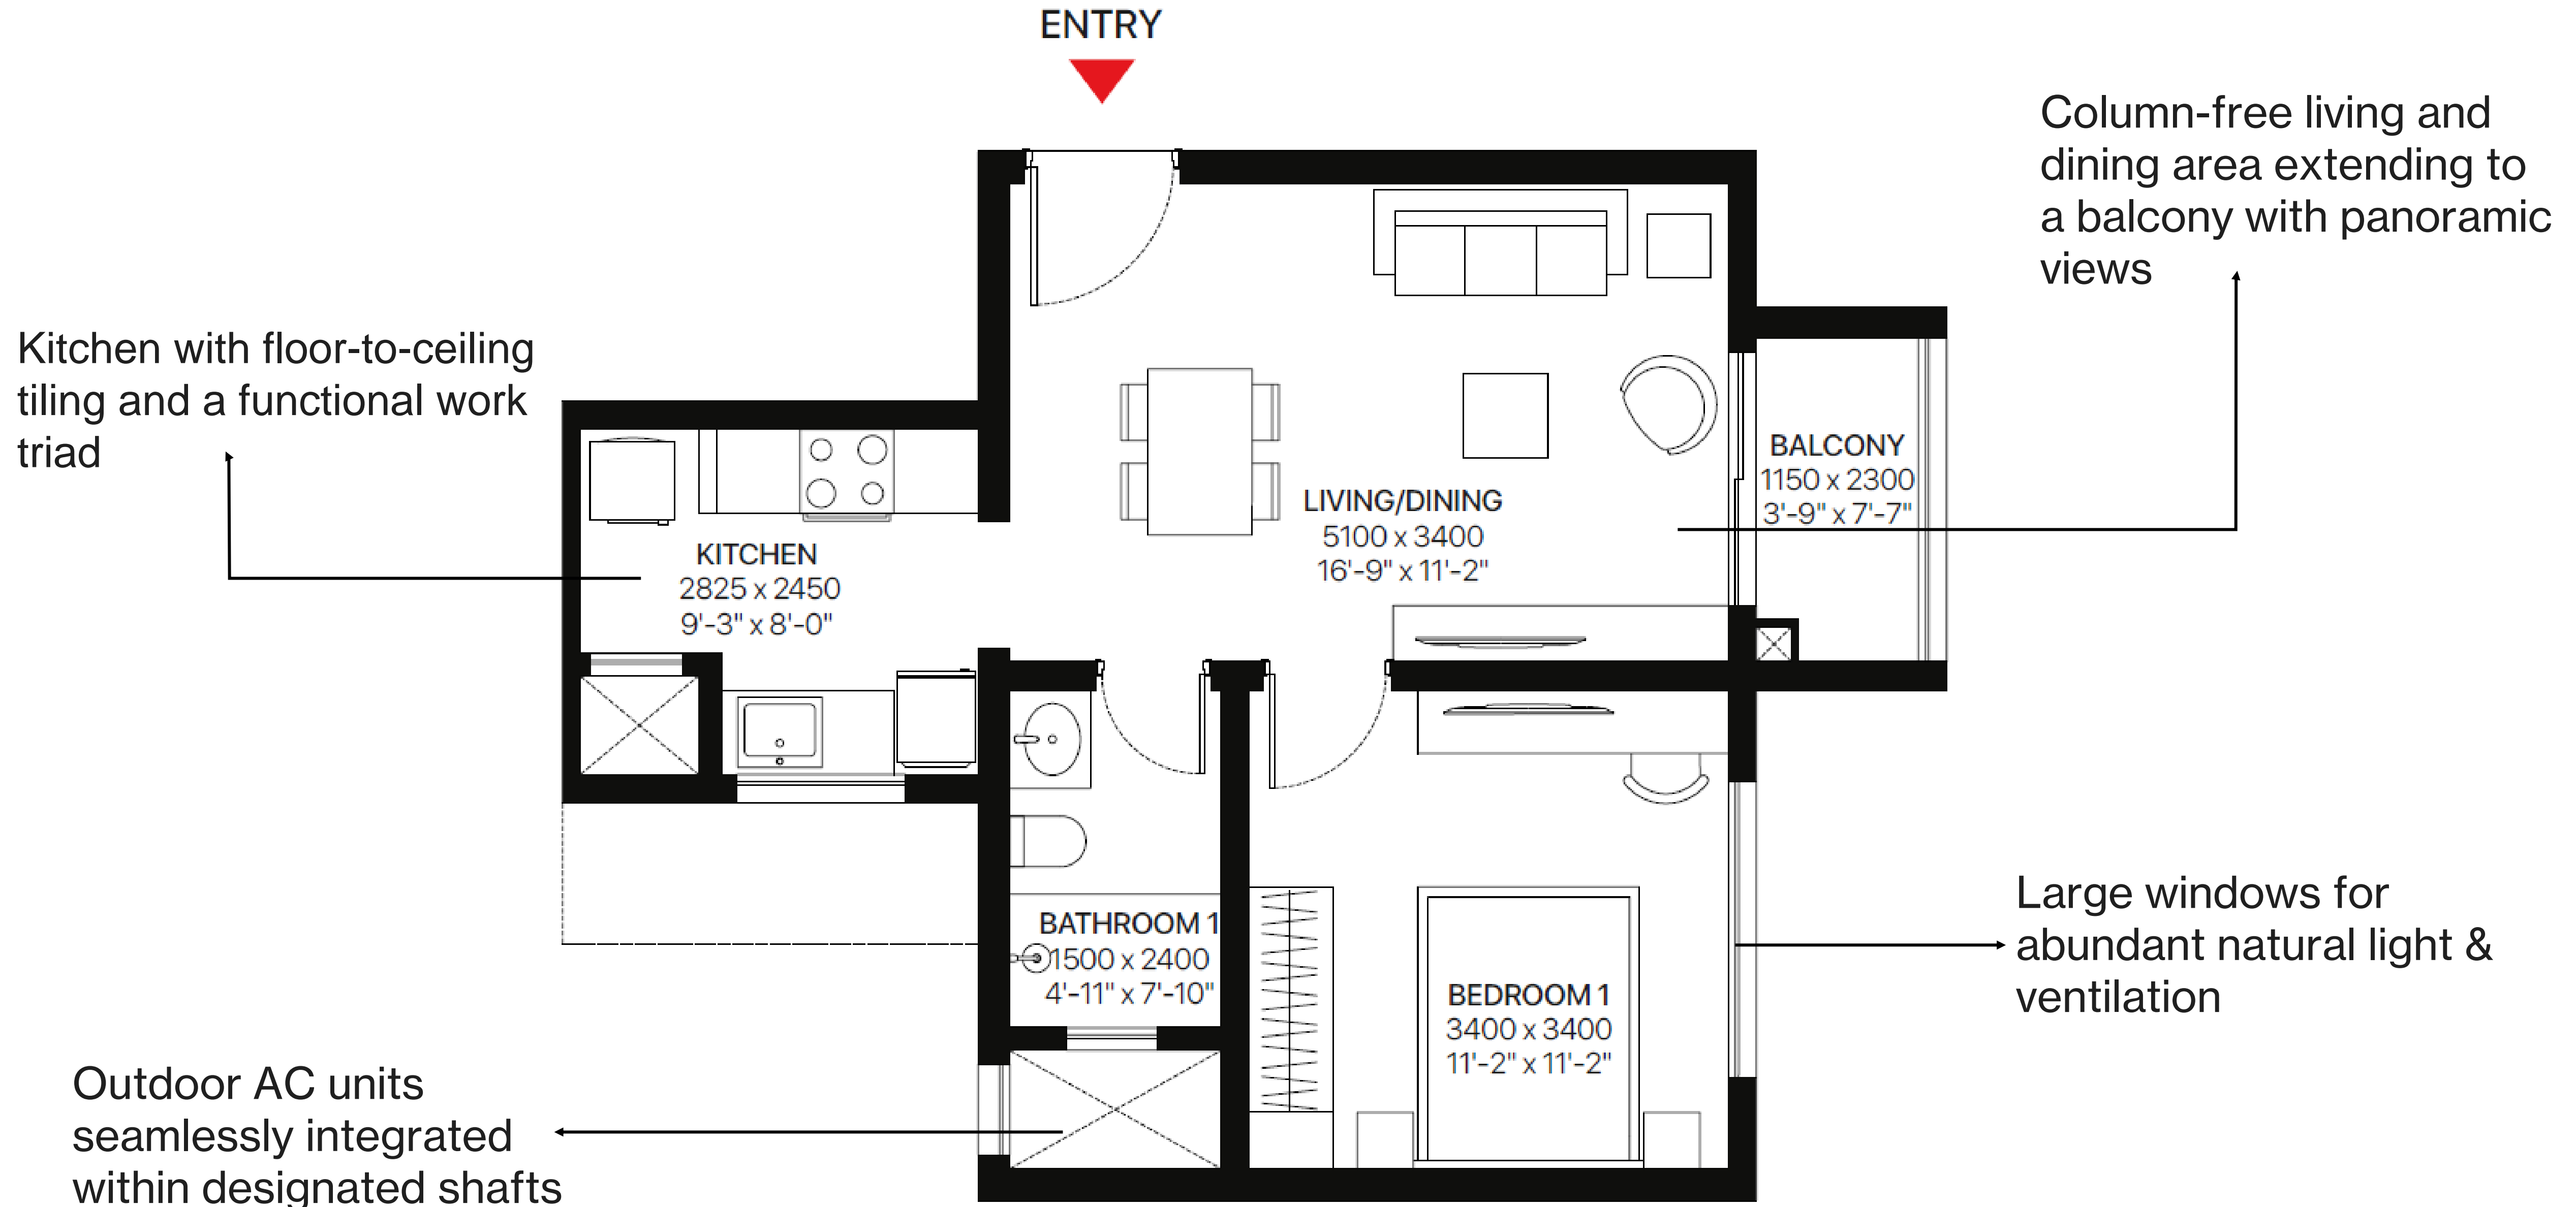 ENTRY
Column-free living and
dining area extending to
a balcony with panoramic
views
Kitchen with floor-to-ceiling
tiling and a functional work
triad
BALCONY
1150 x 2300
3'-9" x 7'-7"
LIVING/DINING
5100 x 3400
16'-9" x 11'-2"
KITCHEN
2825 x 2450
9'-3" x 8'-0"
BATHROOM 1
1500 x 2400
4'-11" x 7'-10"
BEDROOM 1
3400 x 3400
11'-2" x 11'-2"
Large windows for
abundant natural light &
ventilation
Outdoor AC units
seamlessly integrated
within designated shafts